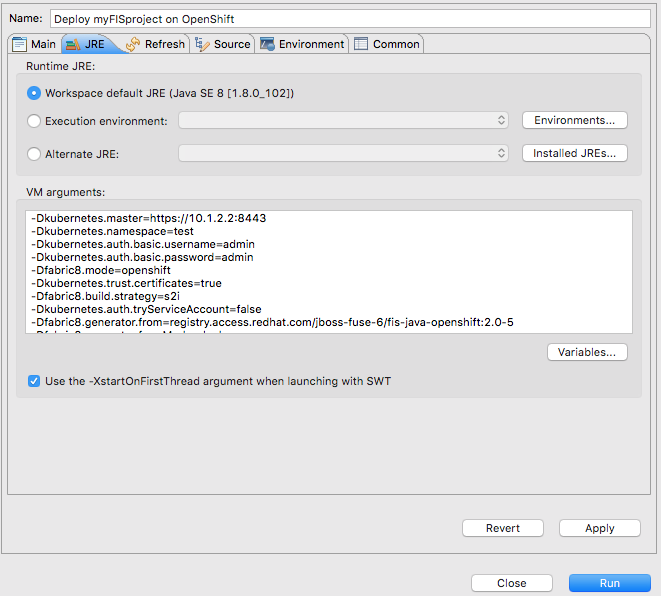 Name: Deploy myFISproject on OpenShift
Main JRE Refresh Source Environment Common
Runtime JRE:
Workspace default JRE (Java SE 8 [1.8.0_102])
Execution environment: Environments...
Alternate JRE: Installed JREs...
VM arguments:
-Dkubernetes.master=https://10.1.2.2:8443
-Dkubernetes.namespace=test
-Dkubernetes.auth.basic.username=admin
-Dkubernetes.auth.basic.password=admin
-Dfabric8.mode=openshift
-Dkubernetes.trust.certificates=true
-Dfabric8.build.strategy=s2i
-Dkubernetes.auth.tryServiceAccount=false
-Dfabric8.generator.from=registry.access.redhat.com/jboss-fuse-6/fis-java-openshift:2.0-5
Variables...
Use the -XstartOnFirstThread argument when launching with SWT
Revert Apply
Close Run